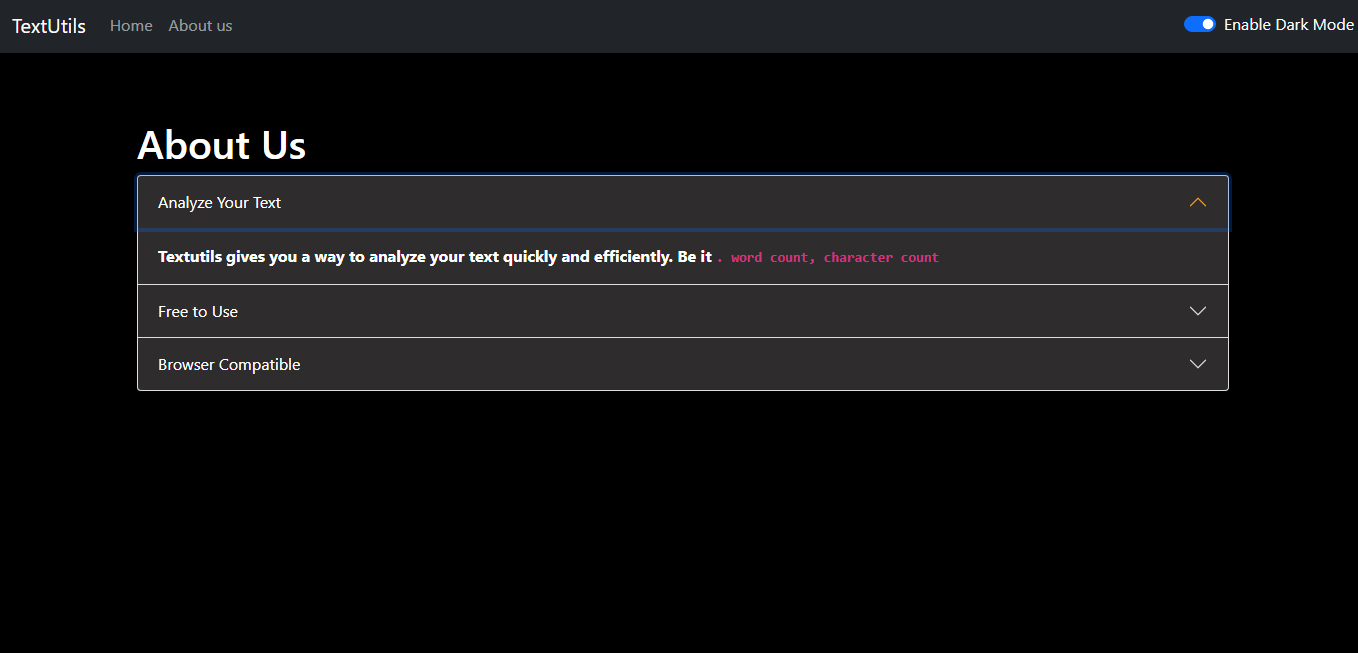 TextUtils Home About us Enable Dark Mode
About Us
Analyze Your Text
Textutils gives you a way to analyze your text quickly and efficiently. Be it . word count, character count
Free to Use
Browser Compatible